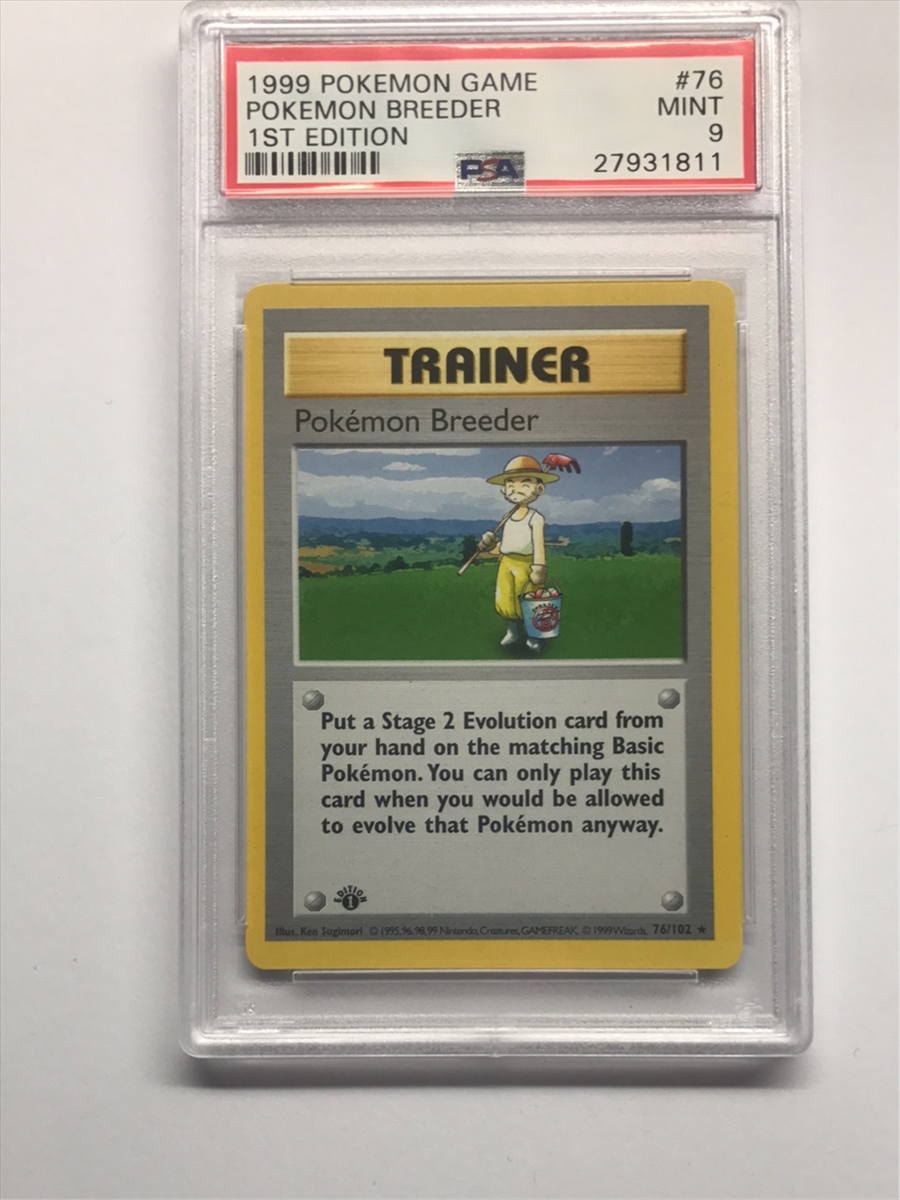 1999 POKEMON GAME #76
POKEMON BREEDER MINT
1ST EDITION 9
PSA 27931811
TRAINER
Pokémon Breeder
Put a Stage 2 Evolution card from
your hand on the matching Basic
Pokémon. You can only play this
card when you would be allowed
to evolve that Pokémon anyway.
EDITION 1
Illus. Ken Sugimori © 1995, 96, 98, 99 Nintendo, Creatures, GAMEFREAK. © 1999 Wizards. 76/102 ★